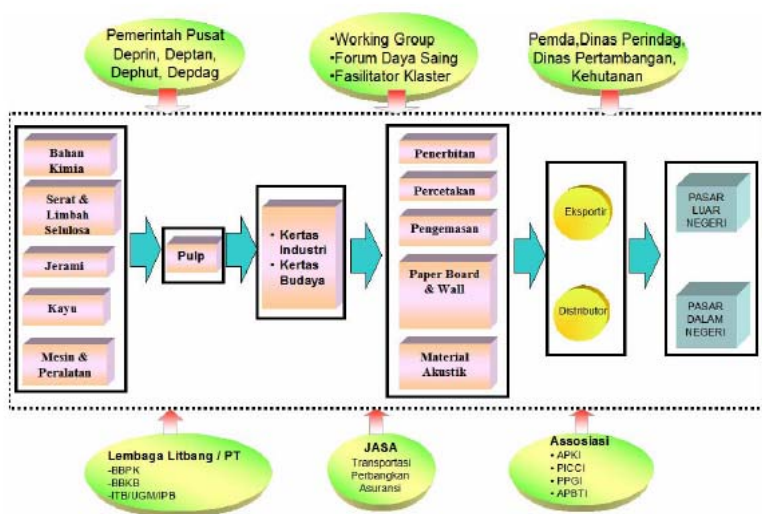 Pemerintah Pusat
Deprin, Deptan,
Dephut, Depdag
•Working Group
•Forum Daya Saing
•Fasilitator Klaster
Pemda,Dinas Perindag,
Dinas Pertambangan,
Kehutanan
Bahan
Kimia
Serat &
Limbah
Selulosa
Jerami
Kayu
Mesin &
Peralatan
Pulp
• Kertas
Industri
• Kertas
Budaya
Penerbitan
Percetakan
Pengemasan
Paper Board
& Wall
Material
Akustik
Eksportir
Distributor
PASAR
LUAR
NEGERI
PASAR
DALAM
NEGERI
Lembaga Litbang / PT
-BBPK
-BBKB
-ITB/UGM/IPB
JASA
Transportasi
Perbangkan
Asuransi
Assosiasi
• APKI
• PICCI
• PPGI
• APBTI